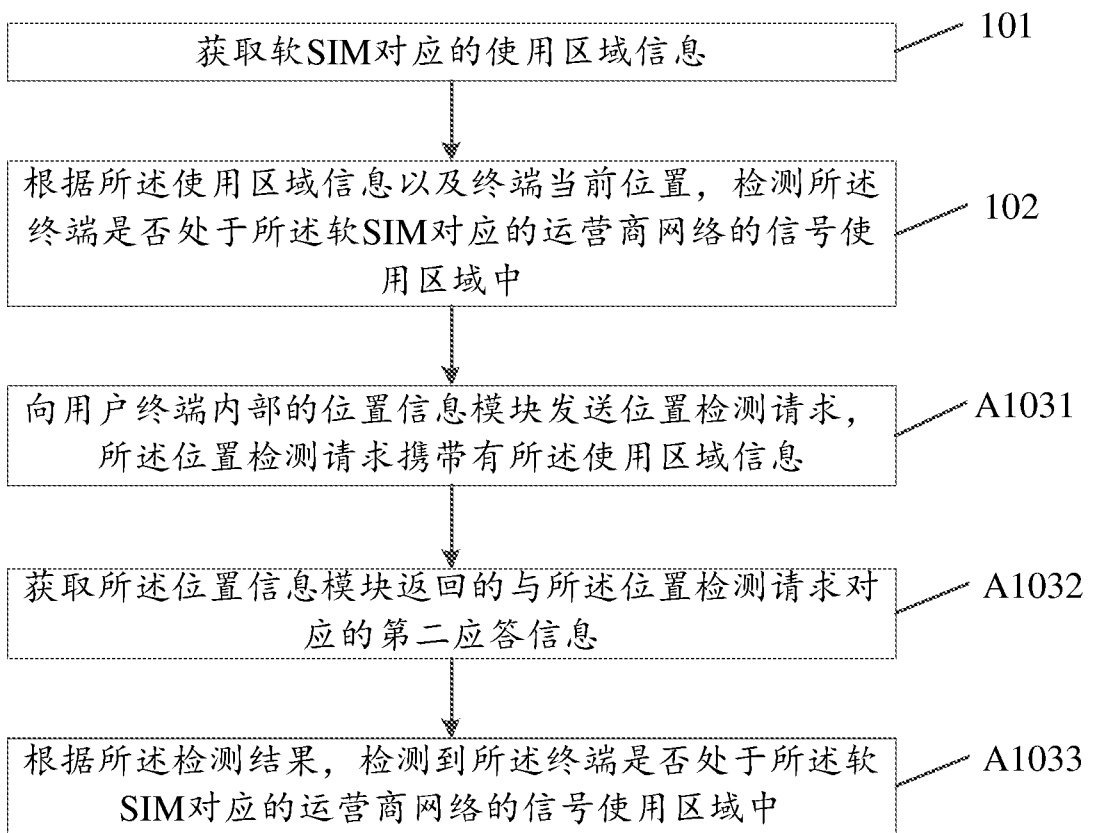 获取软SIM对应的使用区域信息
101
根据所述使用区域信息以及终端当前位置，检测所述
终端是否处于所述软SIM对应的运营商网络的信号使
用区域中
102
向用户终端内部的位置信息模块发送位置检测请求，
所述位置检测请求携带有所述使用区域信息
A1031
获取所述位置信息模块返回的与所述位置检测请求对
应的第二应答信息
A1032
根据所述检测结果，检测到所述终端是否处于所述软
SIM对应的运营商网络的信号使用区域中
A1033